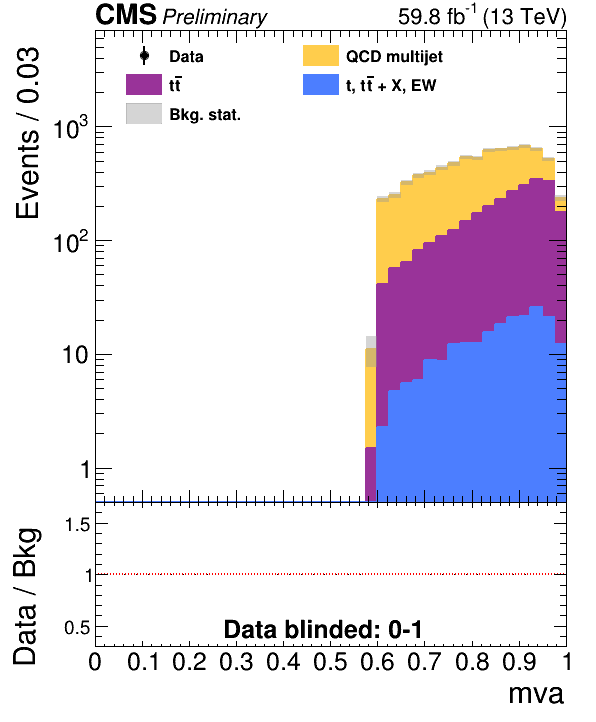 CMS Preliminary 59.8 fb⁻¹ (13 TeV)
Data QCD multijet
tt̄ t, tt̄ + X, EW
Bkg. stat.
Events / 0.03
10³
10²
10
1
Data / Bkg
1.5
1
0.5
Data blinded: 0-1
0 0.1 0.2 0.3 0.4 0.5 0.6 0.7 0.8 0.9 1
mva